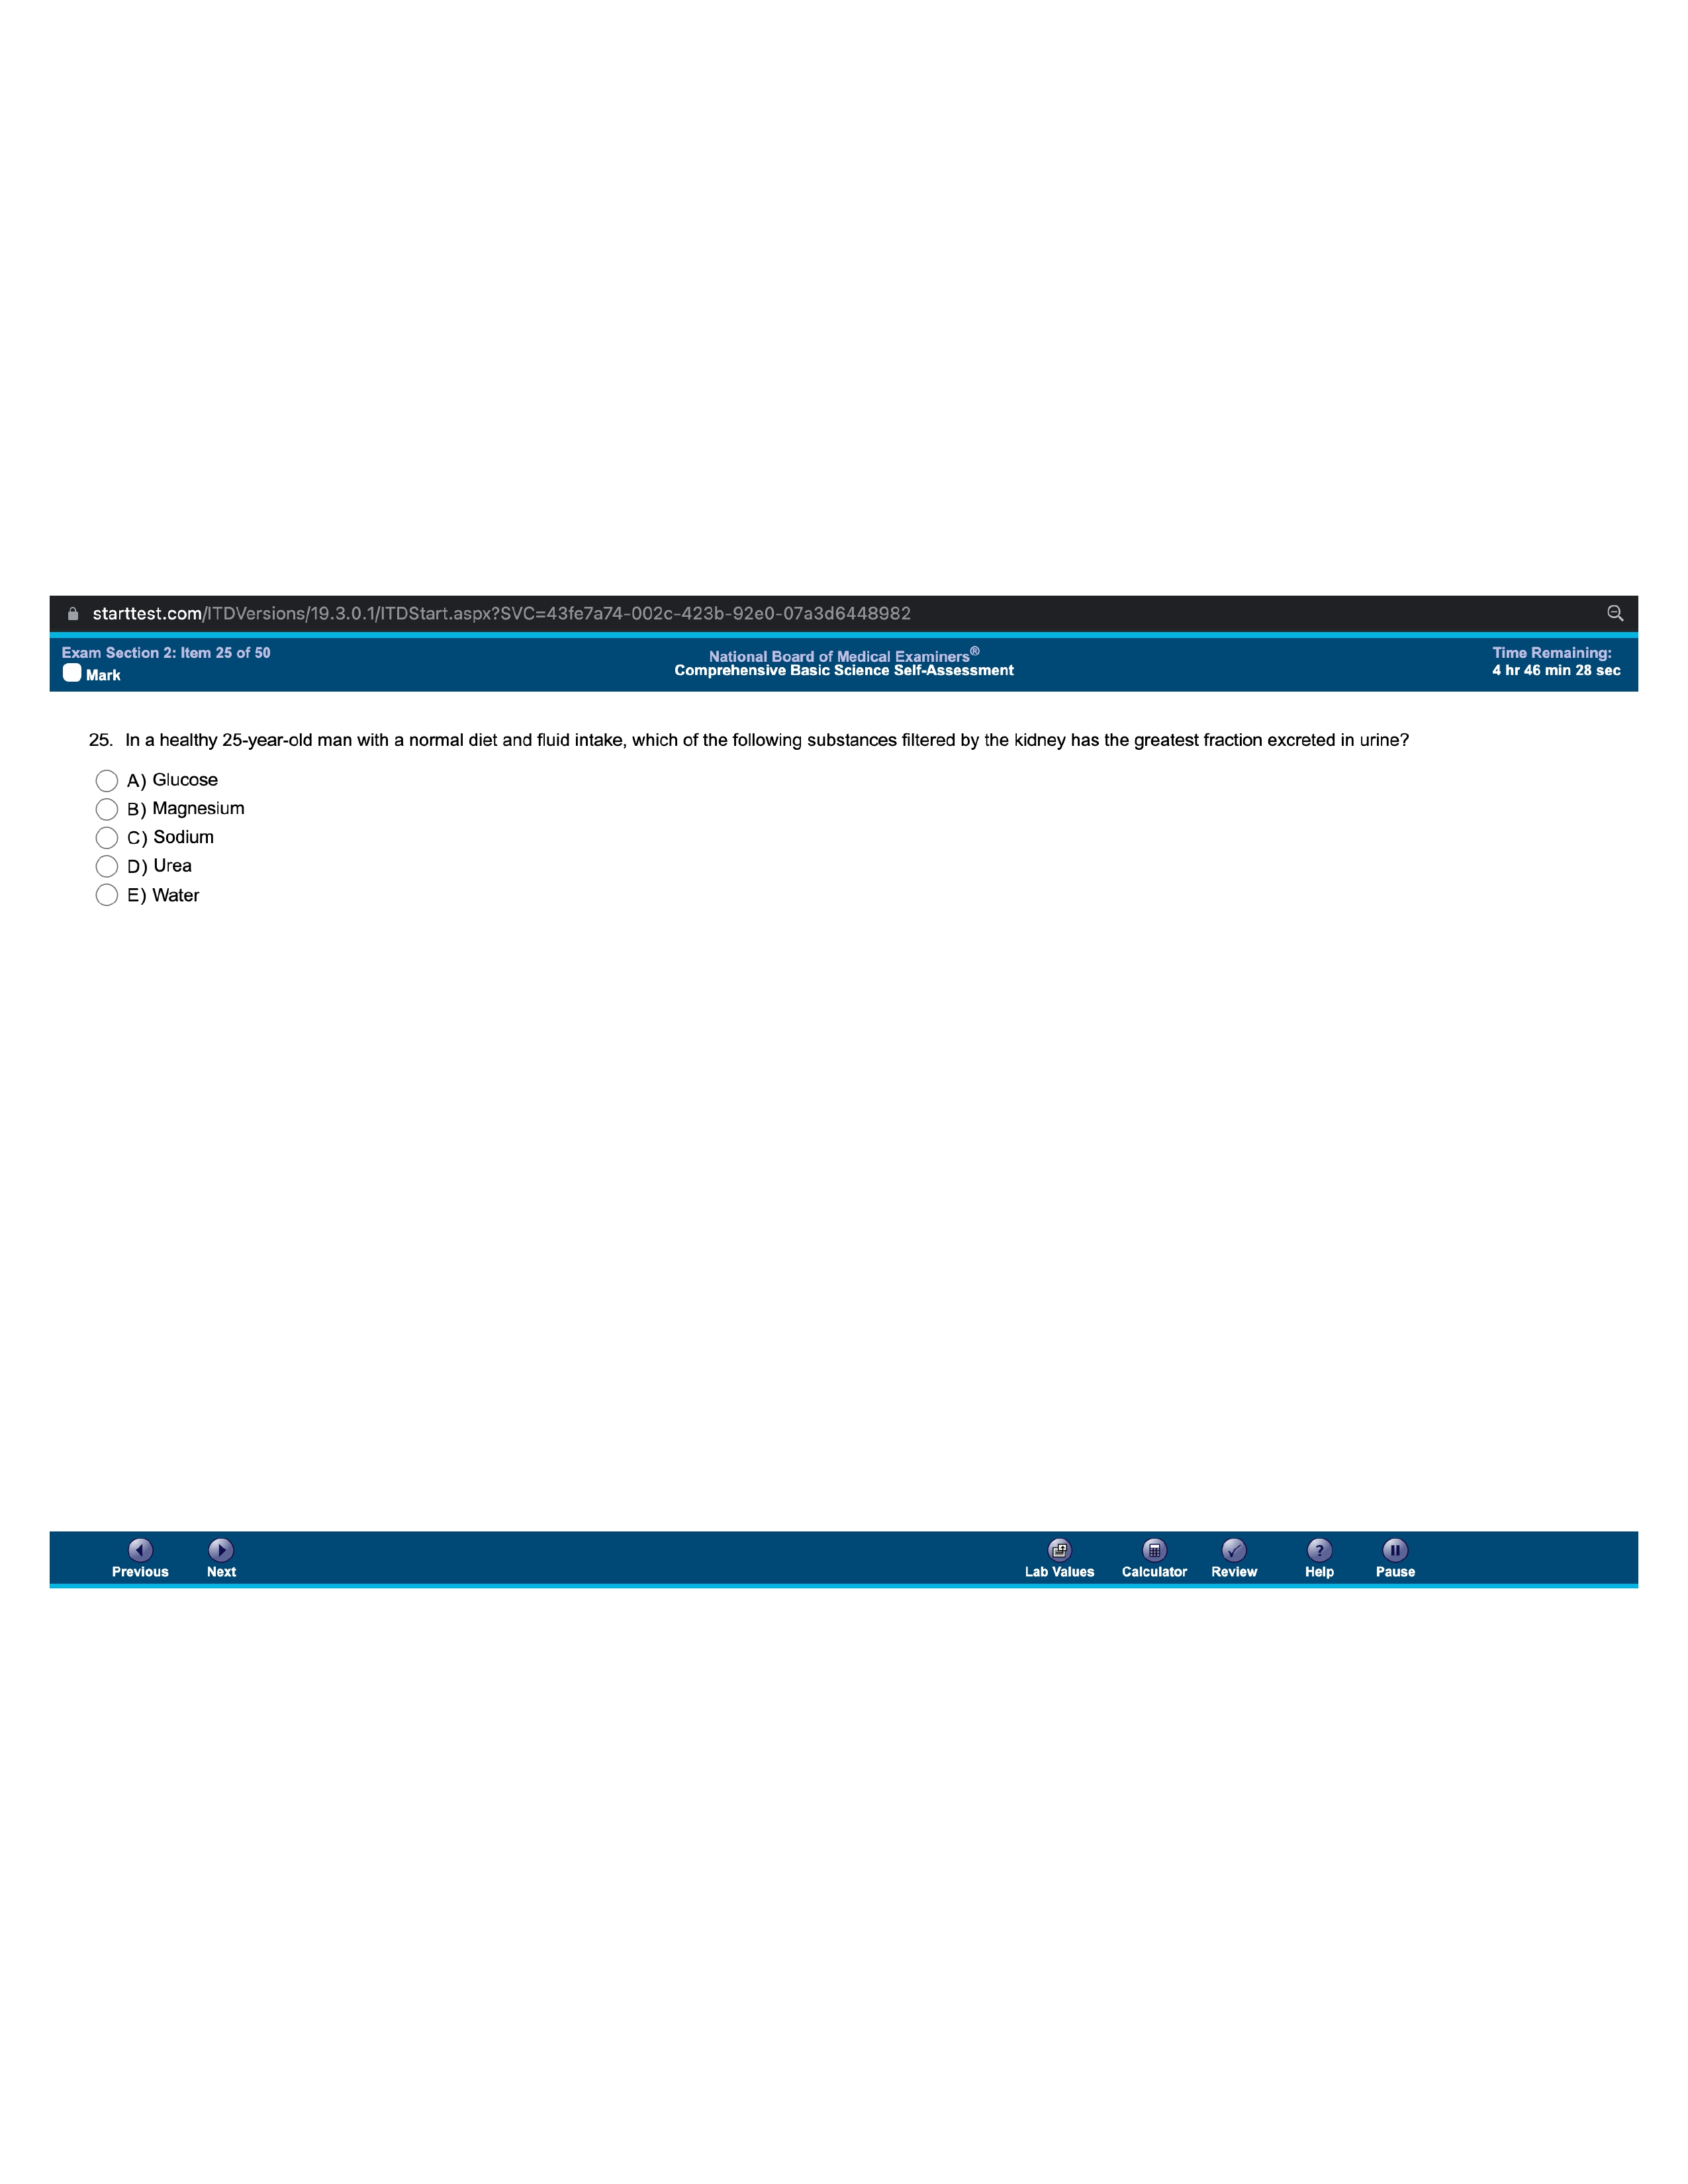 starttest.com/ITDVersions/19.3.0.1/ITDStart.aspx?SVC=43fe7a74-002c-423b-92e0-07a3d6448982
Exam Section 2: Item 25 of 50
Mark
National Board of Medical Examiners®
Comprehensive Basic Science Self-Assessment
Time Remaining:
4 hr 46 min 28 sec
25. In a healthy 25-year-old man with a normal diet and fluid intake, which of the following substances filtered by the kidney has the greatest fraction excreted in urine?
A) Glucose
B) Magnesium
C) Sodium
D) Urea
E) Water
Previous
Next
Lab Values
Calculator
Review
Help
Pause